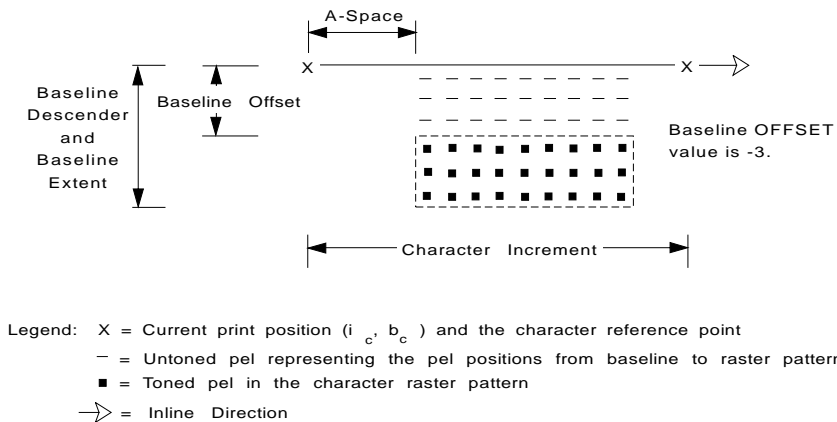 A-Space
X
X
Baseline
Descender
and
Baseline
Extent
Baseline Offset
Baseline OFFSET
value is -3.
Character Increment
Legend: X = Current print position (i c, b c ) and the character reference point
– = Untoned pel representing the pel positions from baseline to raster pattern
■ = Toned pel in the character raster pattern
= Inline Direction